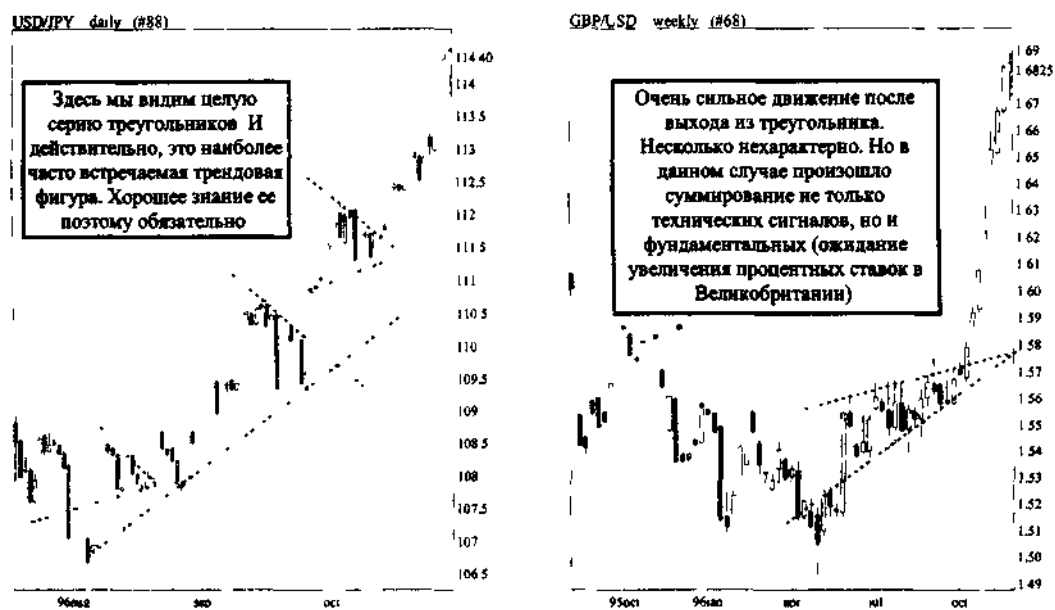 USD/JPY daily (#88)
Здесь мы видим целую
серию треугольников И
действительно, это наиболее
часто встречаемая трендовая
фигура. Хорошее знание ее
поэтому обязательно
114 40
114
113.5
113
112.5
112
111.5
111
110.5
110
109.5
109
108.5
108
107.5
107
106 5
GBP/USD weekly (#68)
Очень сильное движение после
выхода из треугольника.
Несколько нехарактерно. Но в
данном случае произошло
суммирование не только
технических сигналов, но и
фундаментальных (ожидание
увеличения процентных ставок в
Великобритании)
1 69
1 6825
1 67
1 66
1 65
1 64
1 63
1 62
1 61
1 60
1 59
1 58
1 57
1 56
1 55
1 54
1 53
1 52
1 51
1 50
1 49
95oct
apr
jul
oct